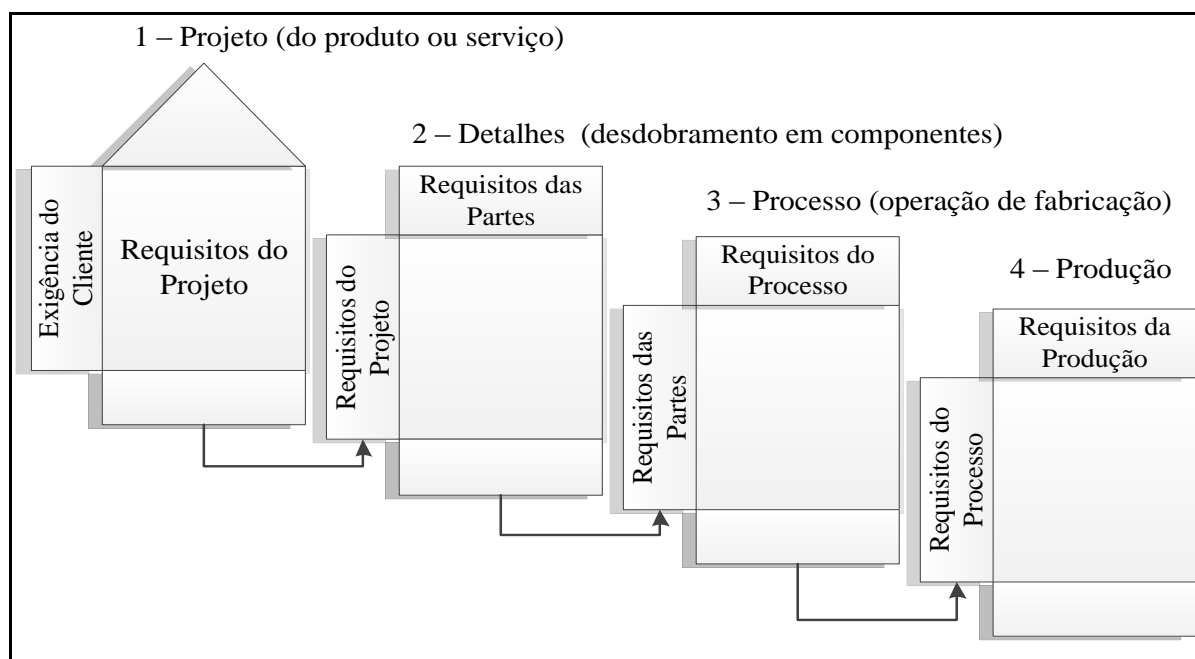 1 – Projeto (do produto ou serviço)
Exigência do
Cliente
Requisitos do
Projeto
2 – Detalhes (desdobramento em componentes)
Requisitos das
Partes
Requisitos do
Projeto
3 – Processo (operação de fabricação)
Requisitos do
Processo
Requisitos das
Partes
4 – Produção
Requisitos da
Produção
Requisitos do
Processo